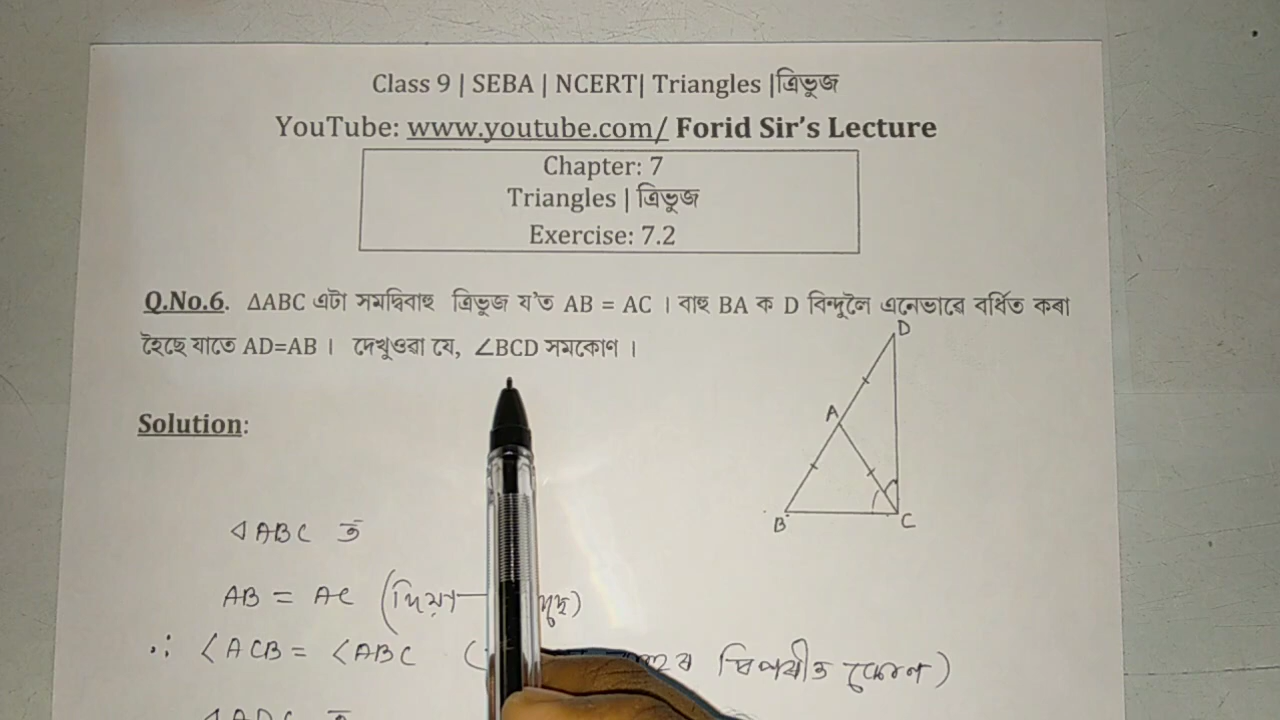 Class 9 | SEBA | NCERT| Triangles |ত্রিভুজ
YouTube: www.youtube.com/ Forid Sir's Lecture
Chapter: 7
Triangles | ত্রিভুজ
Exercise: 7.2
Q.No.6. ΔABC এটা সমদ্বিবাহু ত্রিভুজ য'ত AB = AC । বাহু BA ক D বিন্দুলৈ এনেভাৱে বৰ্ধিত কৰা
হৈছে যাতে AD=AB । দেখুওৱা যে, ∠BCD সমকোণ ।
D
A
B
C
Solution:
△ABC ত
AB = AC (দিয়া
∴ ∠ACB = ∠ABC ( বিপৰীত কোণ)
△ADC ত